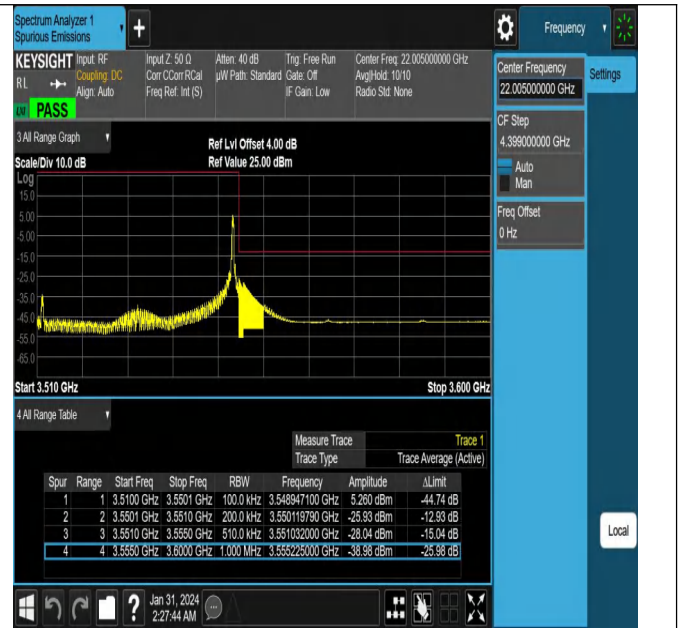 Spectrum Analyzer 1
Spurious Emissions
+
Frequency
KEYSIGHT Input: RF Input Z: 50 Ω Atten: 40 dB Trig: Free Run Center Freq: 22.005000000 GHz
RL Coupling: DC Corr CCorr RCal µW Path: Standard Gate: Off Avg|Hold: 10/10
Align: Auto Freq Ref: Int (S) IF Gain: Low Radio Std: None
PASS
Center Frequency
22.005000000 GHz
Settings
CF Step
4.399000000 GHz
Auto
Man
Freq Offset
0 Hz
3 All Range Graph
Ref Lvl Offset 4.00 dB
Scale/Div 10.0 dB Ref Value 25.00 dBm
Log
15.0
5.00
-5.00
-15.0
-25.0
-35.0
-45.0
-55.0
-65.0
Start 3.510 GHz Stop 3.600 GHz
4 All Range Table
Measure Trace Trace 1
Trace Type Trace Average (Active)
Spur Range Start Freq Stop Freq RBW Frequency Amplitude ΔLimit
1 1 3.5100 GHz 3.5501 GHz 100.0 kHz 3.548947100 GHz 5.260 dBm -44.74 dB
2 2 3.5501 GHz 3.5510 GHz 200.0 kHz 3.550119790 GHz -25.93 dBm -12.93 dB
3 3 3.5510 GHz 3.5550 GHz 510.0 kHz 3.551032000 GHz -28.04 dBm -15.04 dB
4 4 3.5550 GHz 3.6000 GHz 1.000 MHz 3.555225000 GHz -38.98 dBm -25.98 dB
Local
? Jan 31, 2024
2:27:44 AM